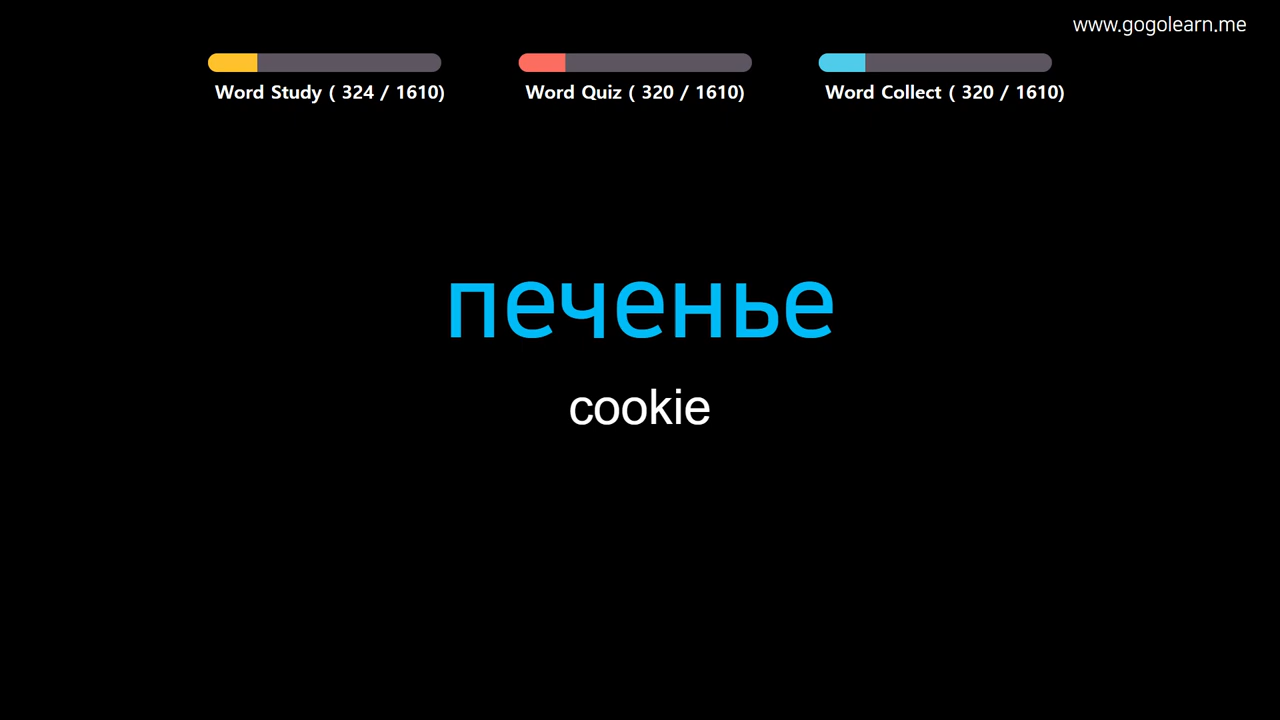 www.gogolearn.me
Word Study ( 324 / 1610)
Word Quiz ( 320 / 1610)
Word Collect ( 320 / 1610)
печенье
cookie